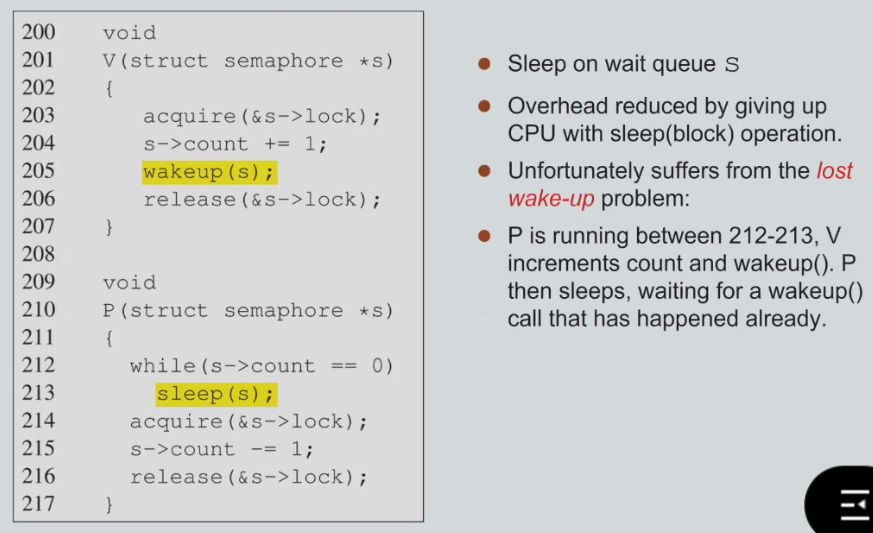 200 void
201 V(struct semaphore *s)
202 {
203 acquire(&s->lock);
204 s->count += 1;
205 wakeup(s);
206 release(&s->lock);
207 }
208
209 void
210 P(struct semaphore *s)
211 {
212 while(s->count == 0)
213 sleep(s);
214 acquire(&s->lock);
215 s->count -= 1;
216 release(&s->lock);
217 }
• Sleep on wait queue S
• Overhead reduced by giving up
CPU with sleep(block) operation.
• Unfortunately suffers from the lost
wake-up problem:
• P is running between 212-213, V
increments count and wakeup(). P
then sleeps, waiting for a wakeup()
call that has happened already.